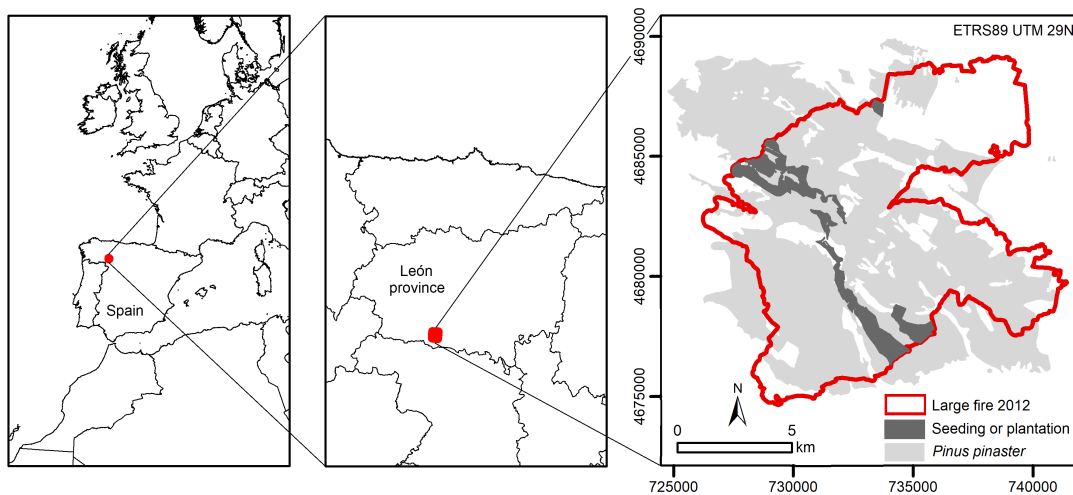 Spain
León
province
ETRS89 UTM 29N
4690000
4685000
4680000
4675000
N
0
5
km
Large fire 2012
Seeding or plantation
Pinus pinaster
725000
730000
735000
740000